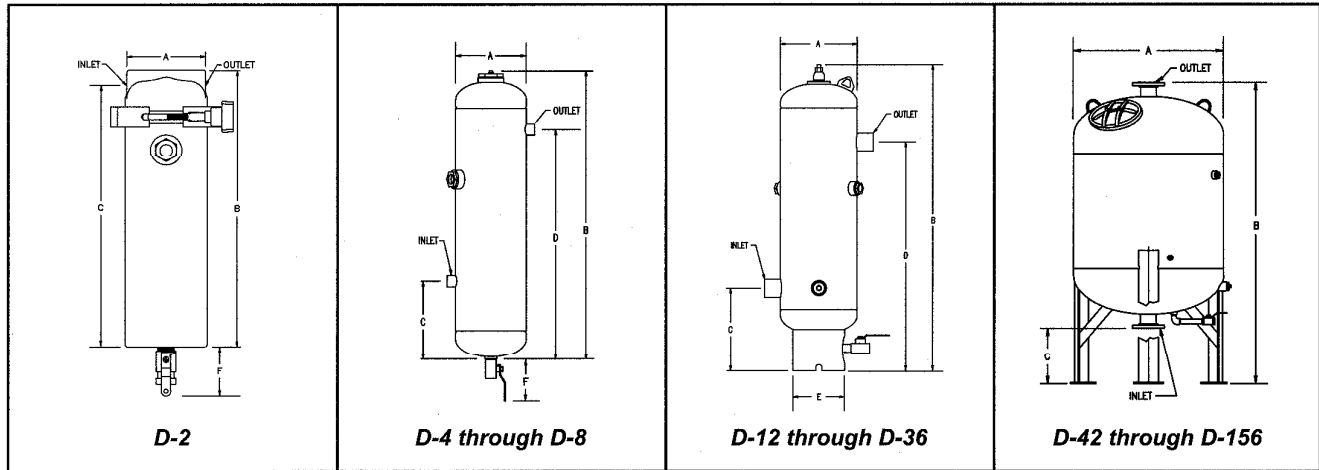 A
INLET
OUTLET
C
B
F
D-2
A
OUTLET
D
B
INLET
C
F
D-4 through D-8
A
OUTLET
B
D
INLET
C
E
D-12 through D-36
A
OUTLET
B
C
INLET
D-42 through D-156